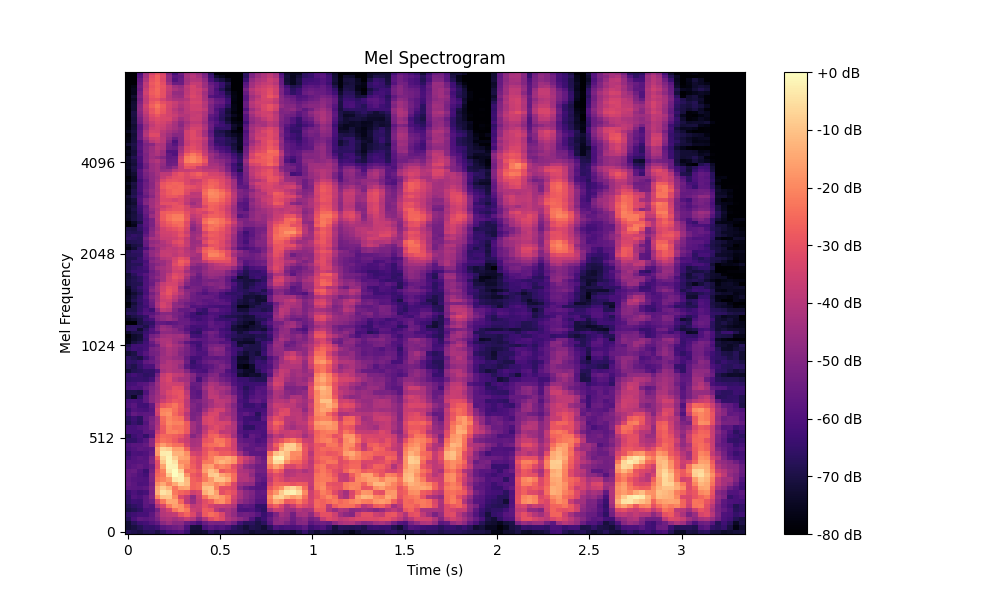 Mel Spectrogram
Mel Frequency
4096
2048
1024
512
0
0
0.5
1
1.5
2
2.5
3
Time (s)
+0 dB
-10 dB
-20 dB
-30 dB
-40 dB
-50 dB
-60 dB
-70 dB
-80 dB